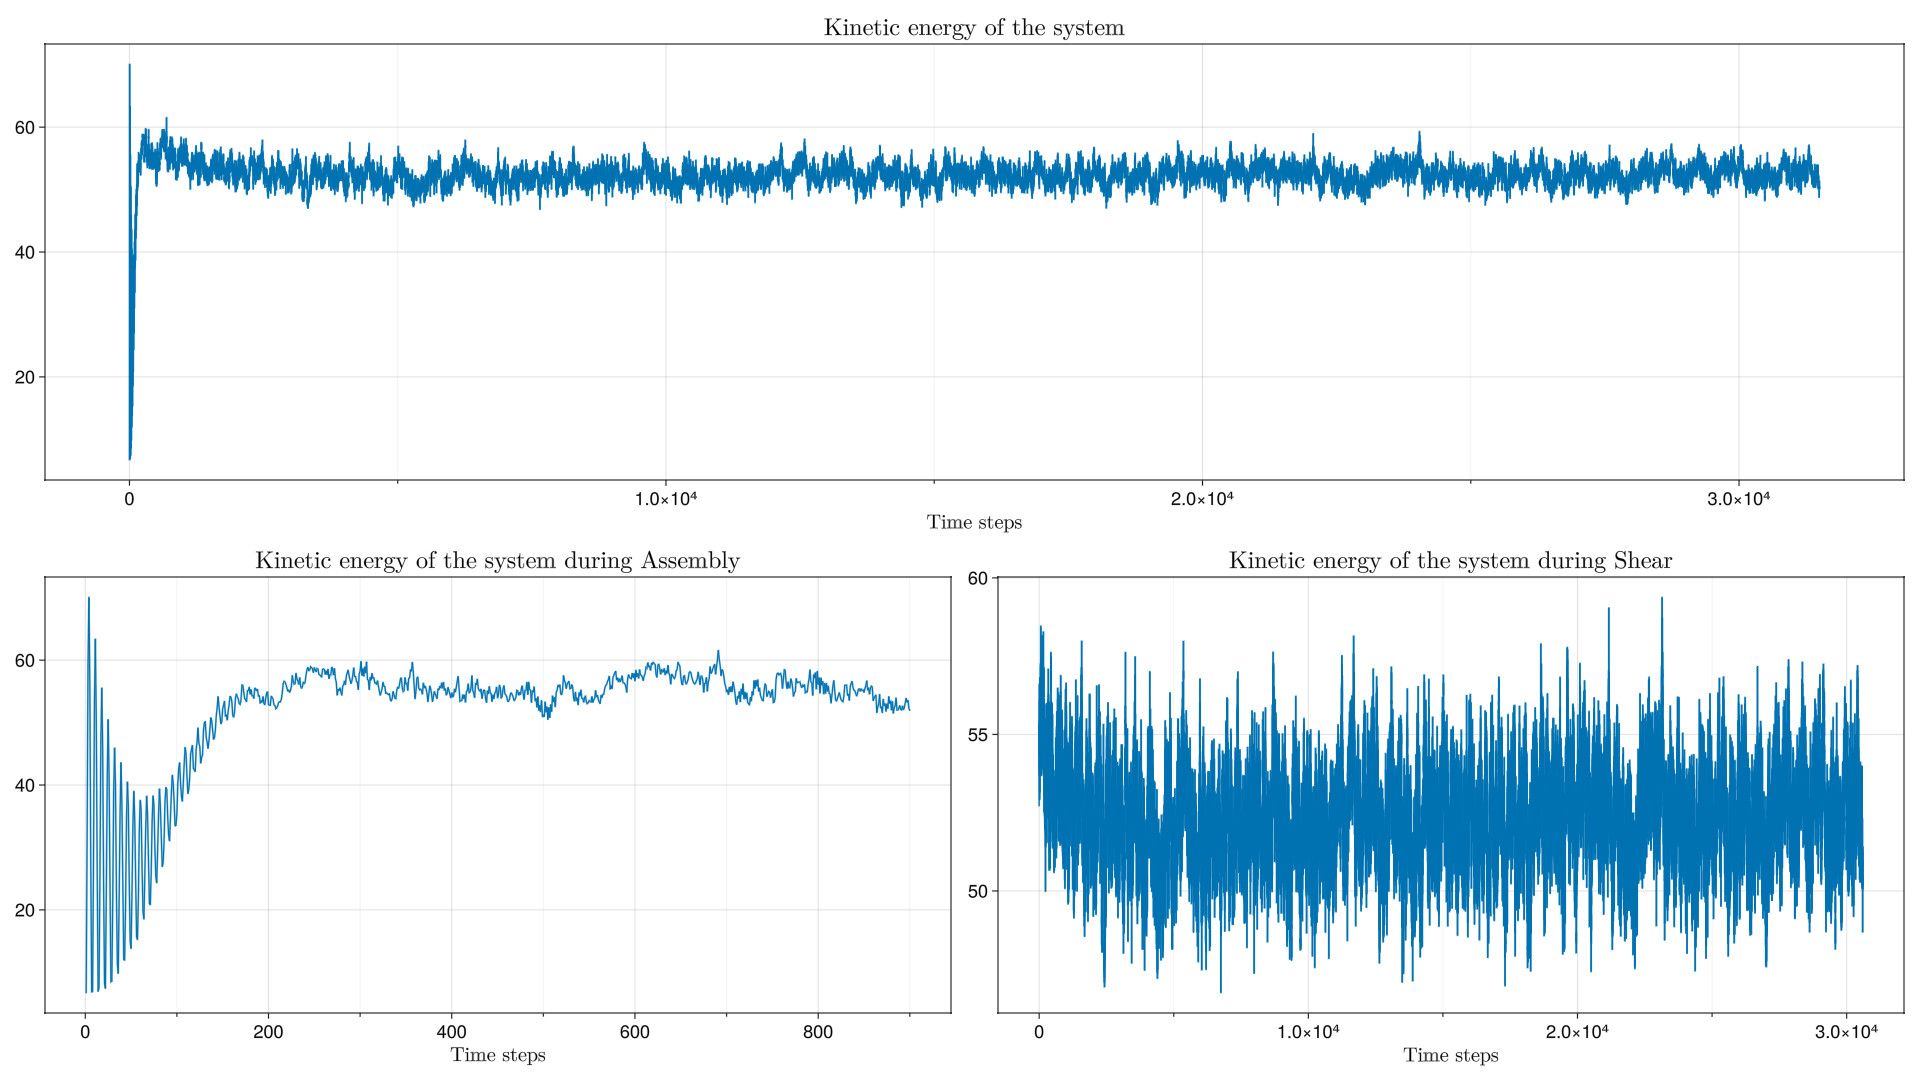 Kinetic energy of the system
60
40
20
0 1.0×10⁴ 2.0×10⁴ 3.0×10⁴
Time steps
Kinetic energy of the system during Assembly
60
40
20
0 200 400 600 800
Time steps
Kinetic energy of the system during Shear
60
55
50
0 1.0×10⁴ 2.0×10⁴ 3.0×10⁴
Time steps